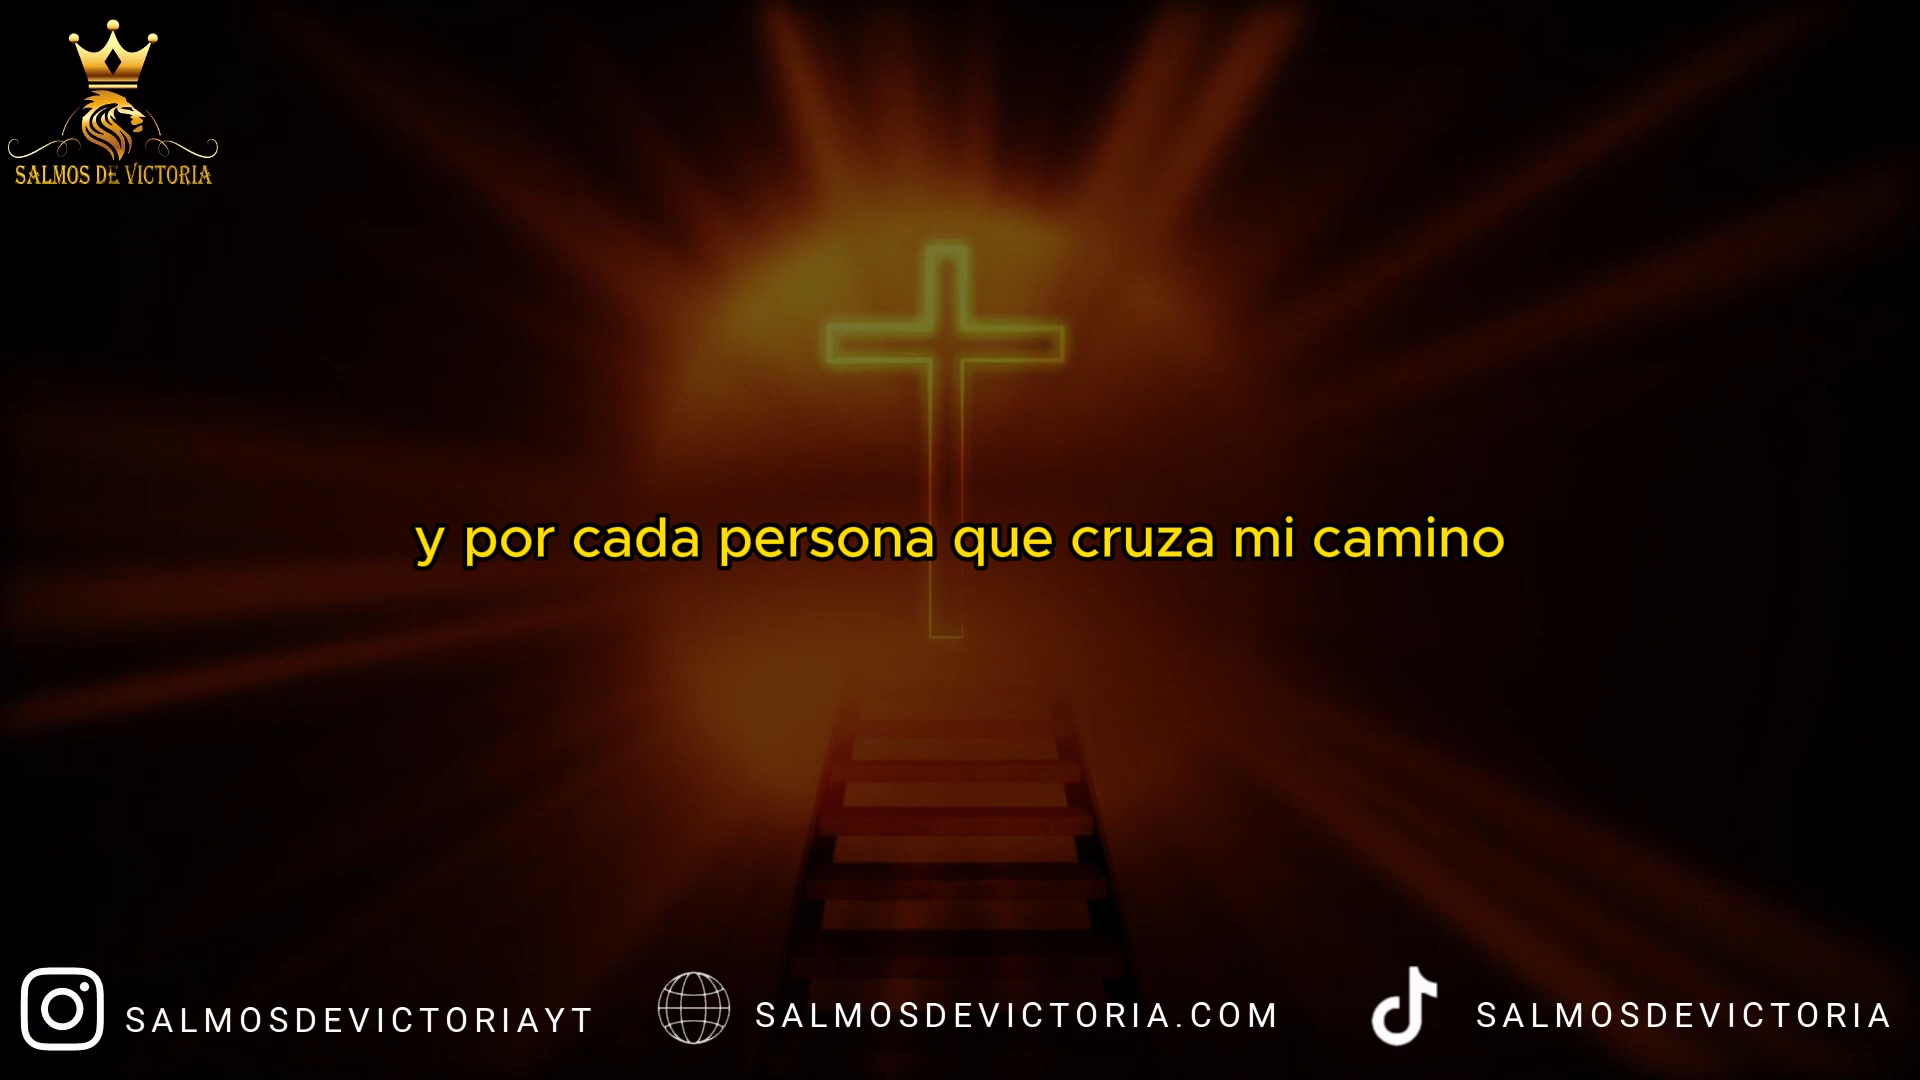 SALMOS DE VICTORIA
y por cada persona que cruza mi camino
SALMOSDEVICTORIAYT
SALMOSDEVICTORIA.COM
SALMOSDEVICTORIA